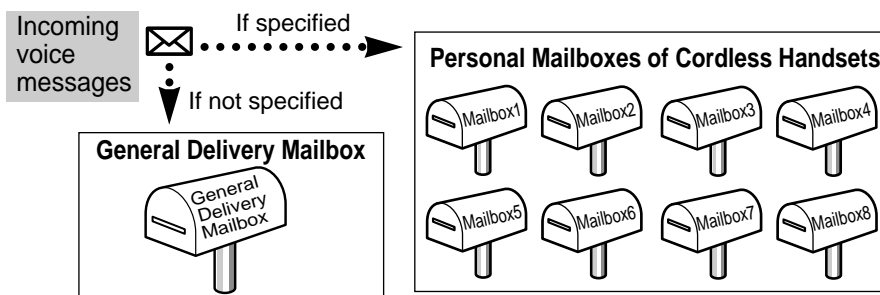 Incoming
voice
messages
If specified
If not specified
General Delivery Mailbox
General
Delivery
Mailbox
Personal Mailboxes of Cordless Handsets
Mailbox1
Mailbox2
Mailbox3
Mailbox4
Mailbox5
Mailbox6
Mailbox7
Mailbox8